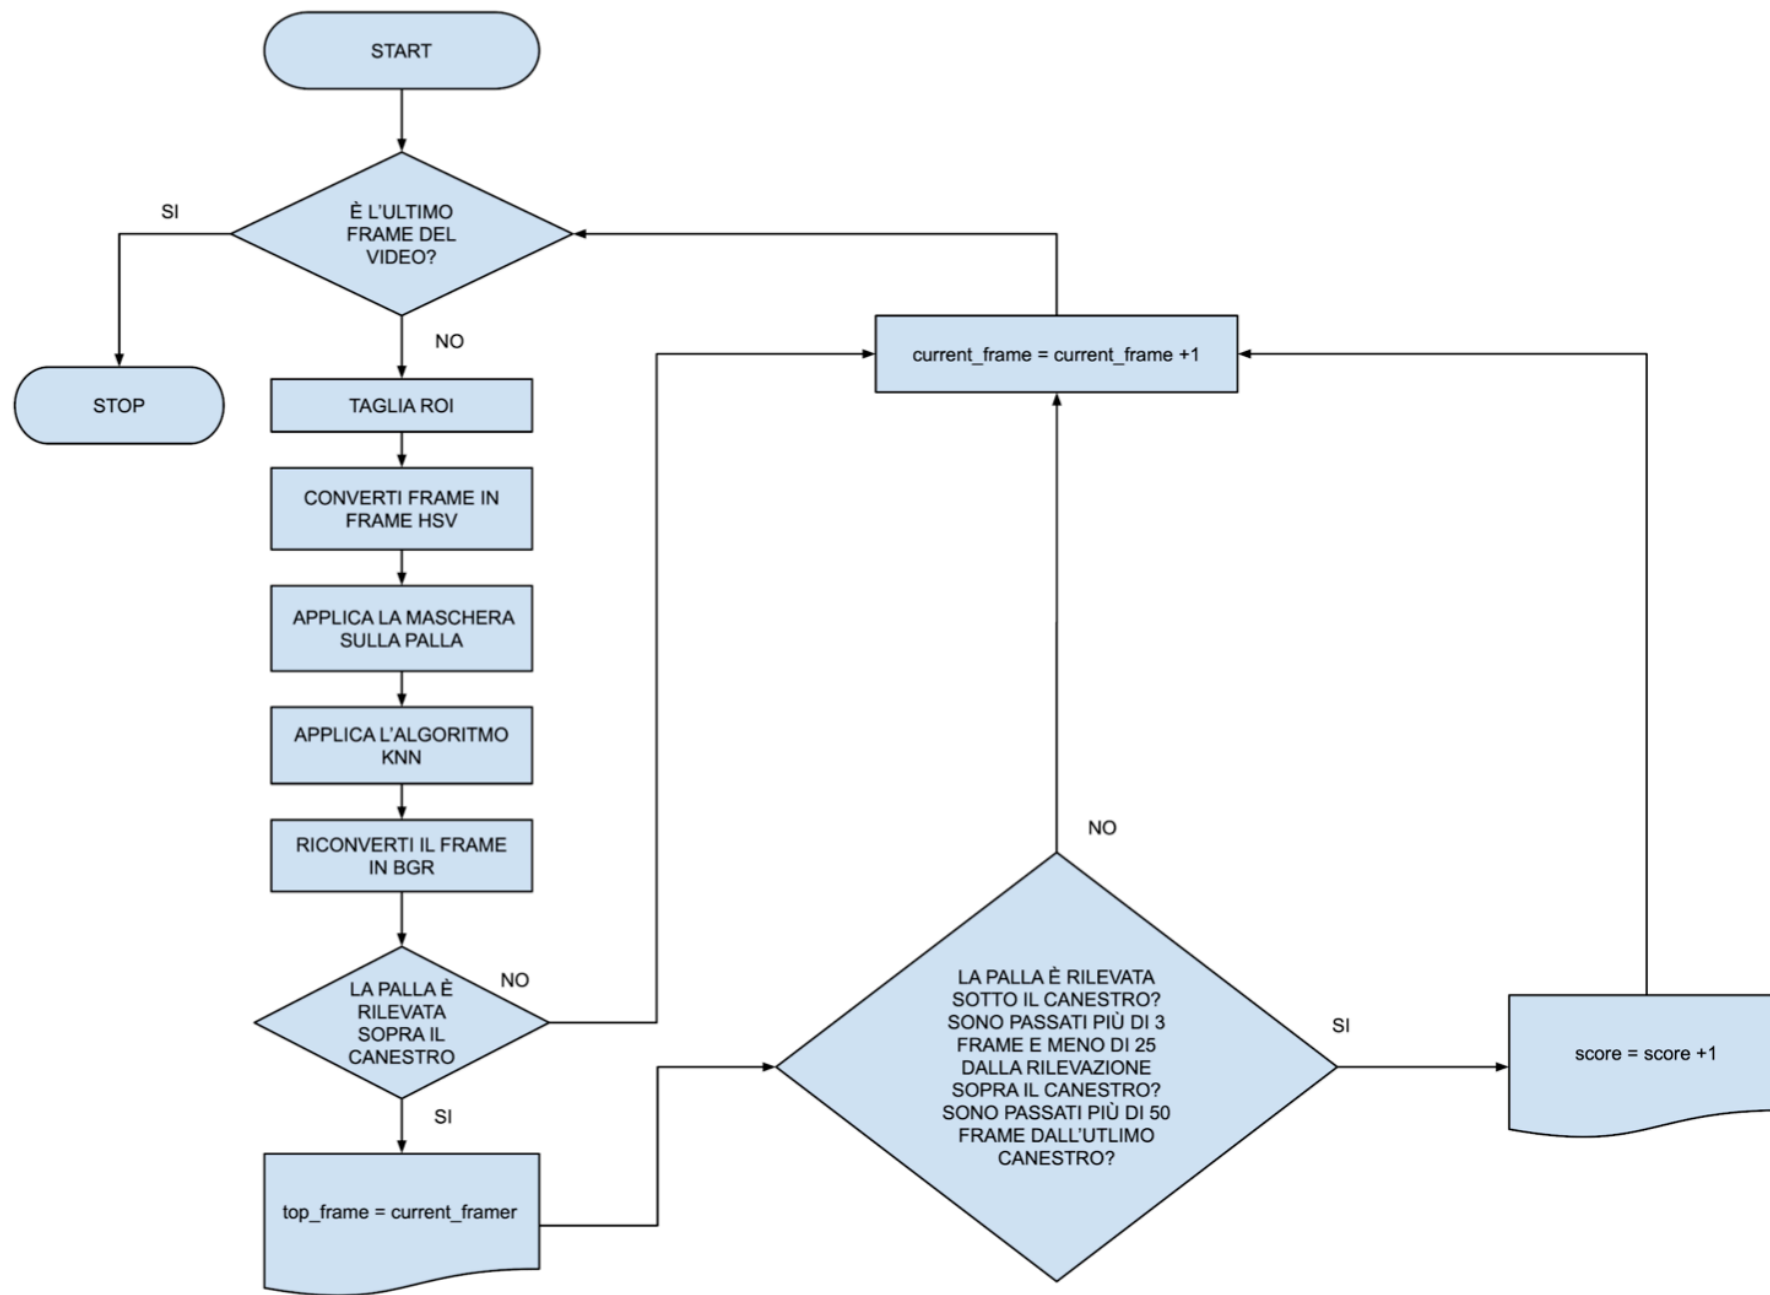 START
È L'ULTIMO
FRAME DEL
VIDEO?
SI
NO
STOP
TAGLIA ROI
CONVERTI FRAME IN
FRAME HSV
APPLICA LA MASCHERA
SULLA PALLA
APPLICA L'ALGORITMO
KNN
RICONVERTI IL FRAME
IN BGR
LA PALLA È
RILEVATA
SOPRA IL
CANESTRO
NO
SI
top_frame = current_framer
current_frame = current_frame +1
NO
LA PALLA È RILEVATA
SOTTO IL CANESTRO?
SONO PASSATI PIÙ DI 3
FRAME E MENO DI 25
DALLA RILEVAZIONE
SOPRA IL CANESTRO?
SONO PASSATI PIÙ DI 50
FRAME DALL'UTLIMO
CANESTRO?
SI
score = score +1